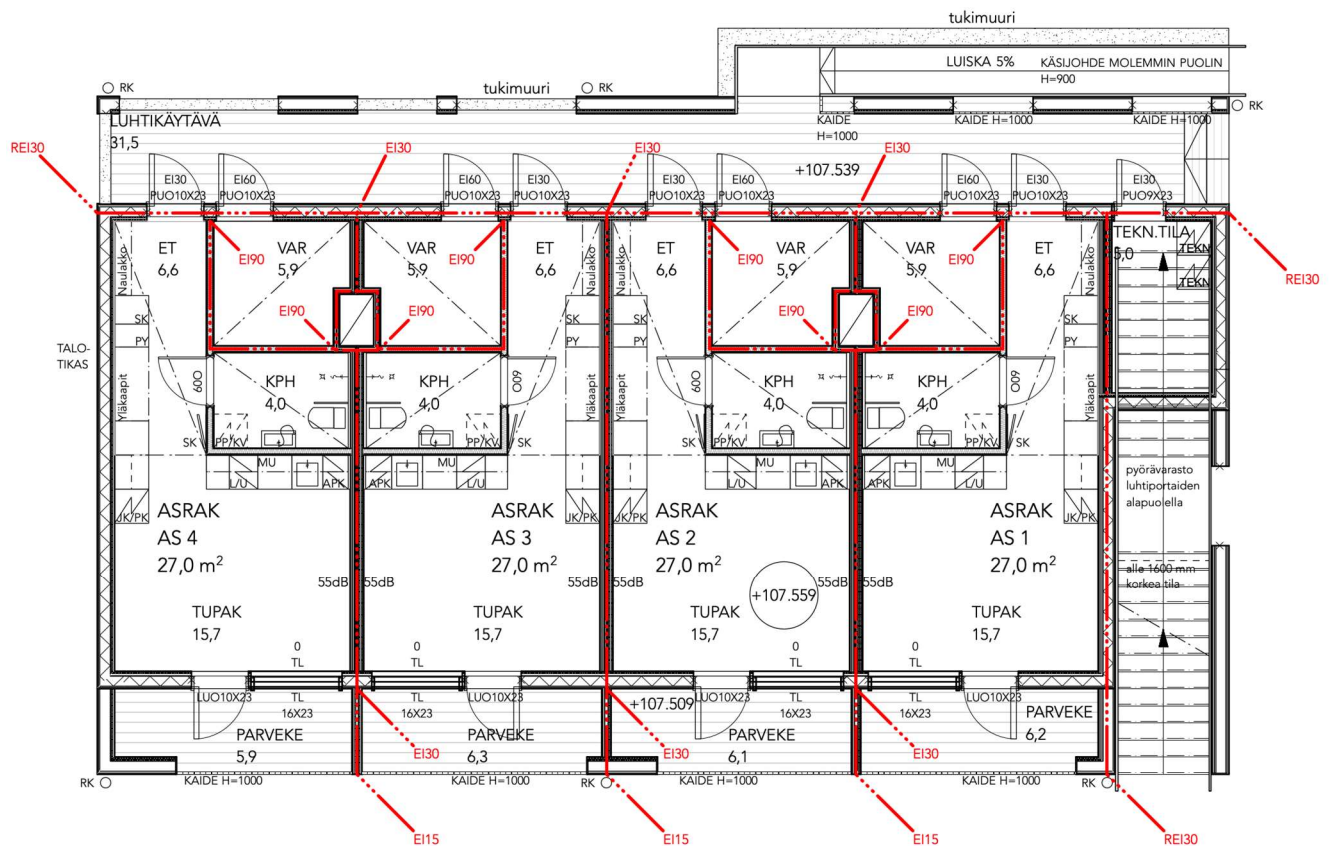 tukimuuri
LUISKA 5% KÄSIJOHDE MOLEMMIN PUOLIN
H=900
RK
tukimuuri
RK
RK
LUHTIKÄYTÄVÄ
31,5
KAIDE
H=1000
KAIDE H=1000
KAIDE H=1000
REI30
EI30
EI30
EI30
+107.539
EI30
PUO10X23
EI60
PUO10X23
EI60
PUO10X23
EI30
PUO10X23
EI30
PUO10X23
EI60
PUO10X23
EI60
PUO10X23
EI30
PUO10X23
EI30
PUO9X23
TEKN.TILA
5,0
TEKN
TEKN
REI30
Naulakko
ET
6,6
VAR
5,9
VAR
5,9
ET
6,6
Naulakko
Naulakko
ET
6,6
VAR
5,9
VAR
5,9
ET
6,6
Naulakko
EI90
EI90
EI90
EI90
EI90
EI90
EI90
EI90
SK
PY
SK
PY
SK
PY
SK
PY
TALO-
TIKAS
Yläkaapit
Yläkaapit
Yläkaapit
Yläkaapit
600
KPH
4,0
KPH
4,0
600
600
KPH
4,0
KPH
4,0
600
SK
PP/KV
PP/KV
SK
SK
PP/KV
PP/KV
SK
MU
MU
MU
MU
L/U
APK
APK
L/U
L/U
APK
APK
L/U
JK/PK
JK/PK
JK/PK
JK/PK
pyörävarasto
luhtiportaiden
alapuolella
alle 1600 mm
korkea tila
ASRAK
AS 4
27,0 m²
ASRAK
AS 3
27,0 m²
ASRAK
AS 2
27,0 m²
ASRAK
AS 1
27,0 m²
55dB
55dB
55dB
55dB
55dB
55dB
+107.559
TUPAK
15,7
TUPAK
15,7
TUPAK
15,7
TUPAK
15,7
0
TL
0
TL
0
TL
0
TL
LUO10X23
TL
16X23
TL
16X23
LUO10X23
LUO10X23
TL
16X23
TL
16X23
LUO10X23
+107.509
PARVEKE
5,9
PARVEKE
6,3
PARVEKE
6,1
PARVEKE
6,2
EI30
EI30
EI30
RK
KAIDE H=1000
KAIDE H=1000
RK
KAIDE H=1000
KAIDE H=1000
RK
EI15
EI15
EI15
REI30